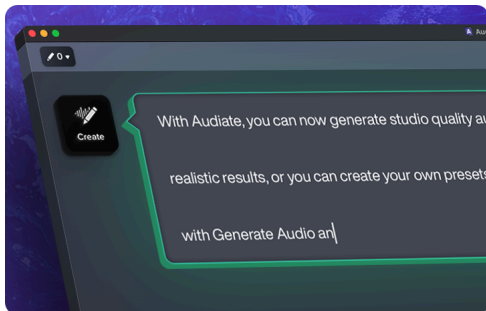 Au
0
Create
With Audiate, you can now generate studio quality au
realistic results, or you can create your own presets
with Generate Audio an